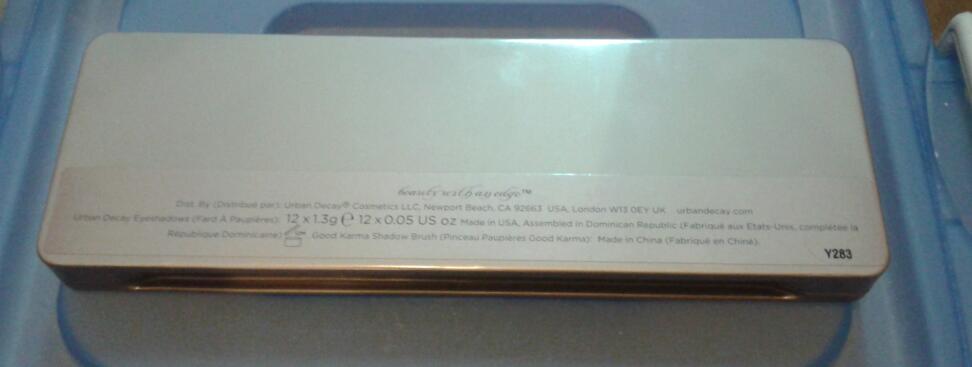 beauty with an edge™
Dist. By (Distribué par): Urban Decay® Cosmetics LLC, Newport Beach, CA 92663 USA, London W13 0EY UK urbandecay.com
Urban Decay Eyeshadows (Fard À Paupières): 12 x 1.3g ℮ 12 x 0.05 US OZ Made in USA, Assembled in Dominican Republic (Fabriqué aux Etats-Unis, complétée la
République Dominicaine) Good Karma Shadow Brush (Pinceau Paupières Good Karma): Made in China (Fabriqué en Chine).
Y283